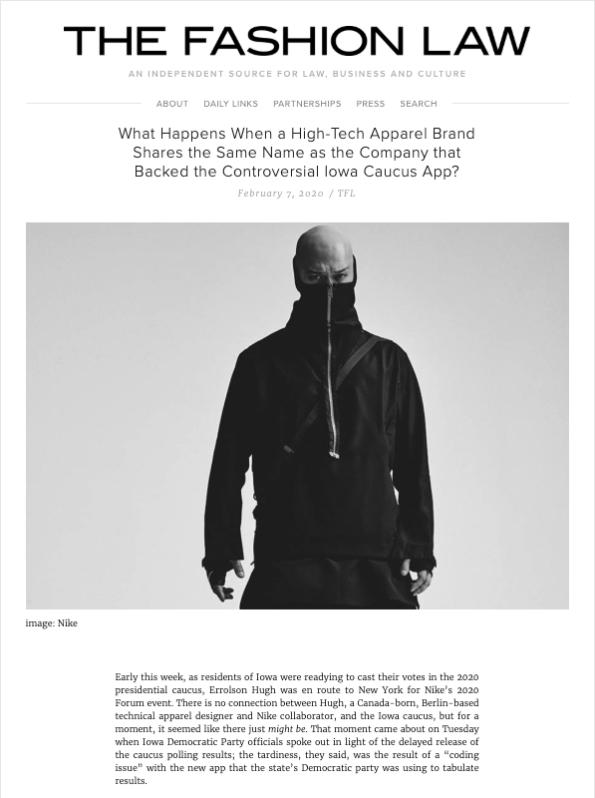 THE FASHION LAW
AN INDEPENDENT SOURCE FOR LAW, BUSINESS AND CULTURE
ABOUT DAILY LINKS PARTNERSHIPS PRESS SEARCH
What Happens When a High-Tech Apparel Brand
Shares the Same Name as the Company that
Backed the Controversial Iowa Caucus App?
February 7, 2020 / TFL
image: Nike
Early this week, as residents of Iowa were readying to cast their votes in the 2020
presidential caucus, Errolson Hugh was en route to New York for Nike's 2020
Forum event. There is no connection between Hugh, a Canada-born, Berlin-based
technical apparel designer and Nike collaborator, and the Iowa caucus, but for a
moment, it seemed like there just might be. That moment came about on Tuesday
when Iowa Democratic Party officials spoke out in light of the delayed release of
the caucus polling results; the tardiness, they said, was the result of a “coding
issue” with the new app that the state's Democratic party was using to tabulate
results.